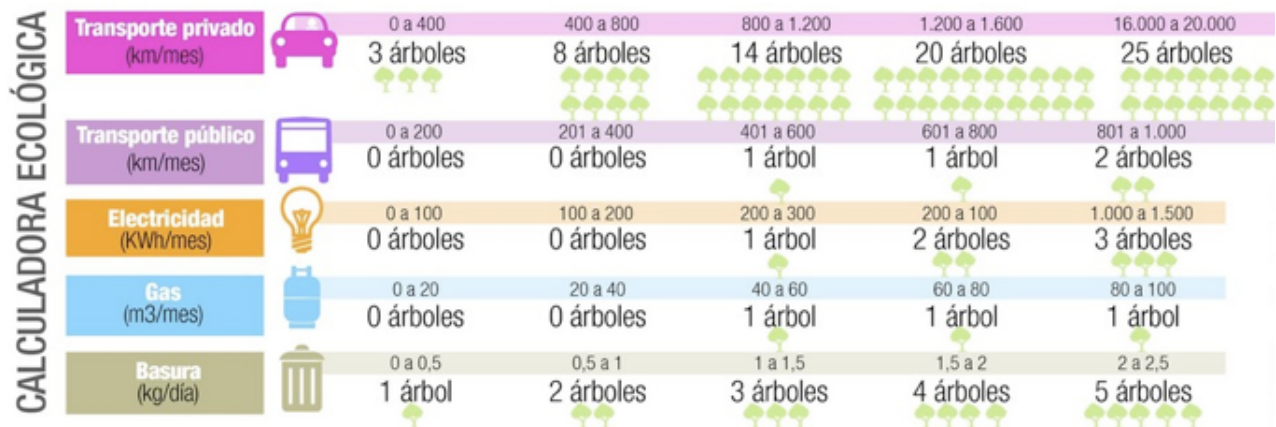 CALCULADORA ECOLÓGICA
Transporte privado
(km/mes)
0 a 400 400 a 800 800 a 1.200 1.200 a 1.600 16.000 a 20.000
3 árboles 8 árboles 14 árboles 20 árboles 25 árboles
Transporte público
(km/mes)
0 a 200 201 a 400 401 a 600 601 a 800 801 a 1.000
0 árboles 0 árboles 1 árbol 1 árbol 2 árboles
Electricidad
(KWh/mes)
0 a 100 100 a 200 200 a 300 200 a 100 1.000 a 1.500
0 árboles 0 árboles 1 árbol 2 árboles 3 árboles
Gas
(m3/mes)
0 a 20 20 a 40 40 a 60 60 a 80 80 a 100
0 árboles 0 árboles 1 árbol 1 árbol 1 árbol
Basura
(kg/día)
0 a 0,5 0,5 a 1 1 a 1,5 1,5 a 2 2 a 2,5
1 árbol 2 árboles 3 árboles 4 árboles 5 árboles